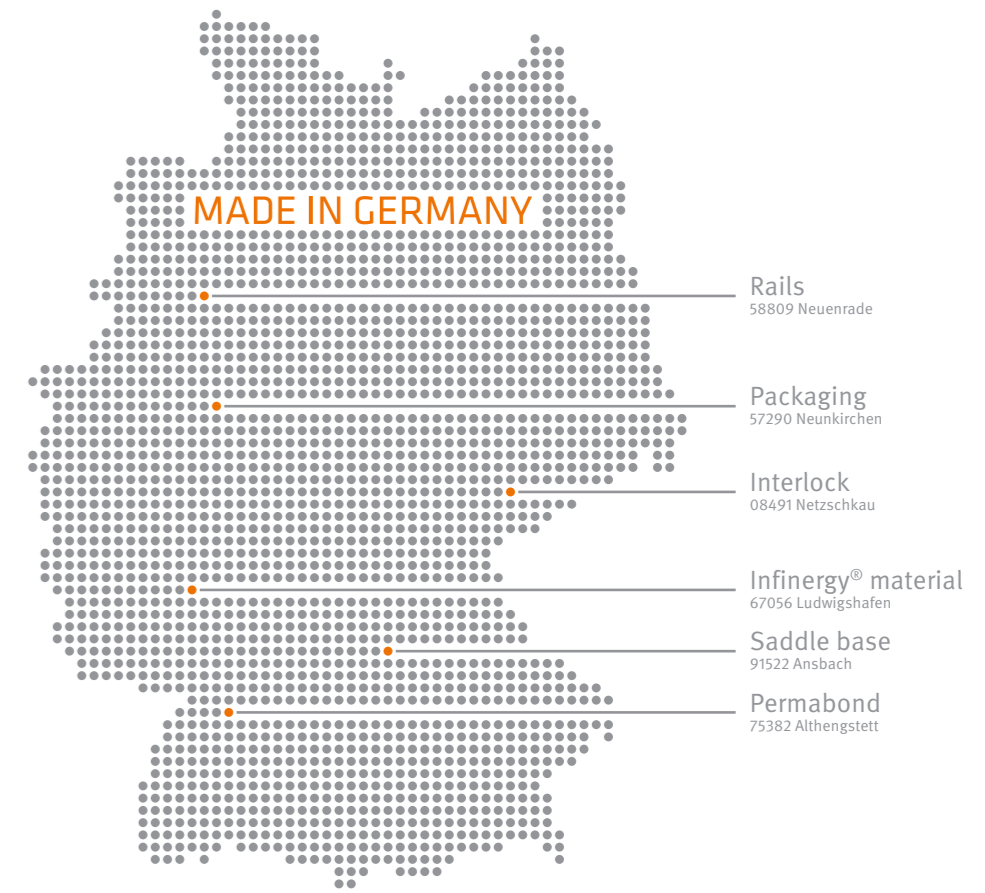 MADE IN GERMANY
Rails
58809 Neuenrade
Packaging
57290 Neunkirchen
Interlock
08491 Netzschkau
Infinergy® material
67056 Ludwigshafen
Saddle base
91522 Ansbach
Permabond
75382 Althengstett